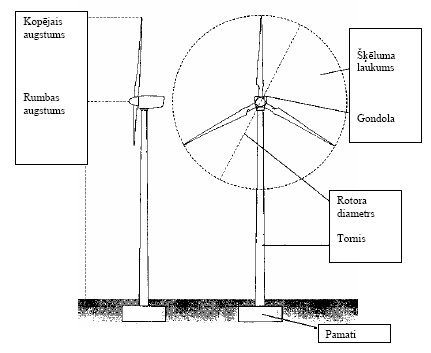 Kopējais
augstums
Rumbas
augstums
Šķēluma
laukums
Gondola
Rotora
diametrs
Tornis
Pamati